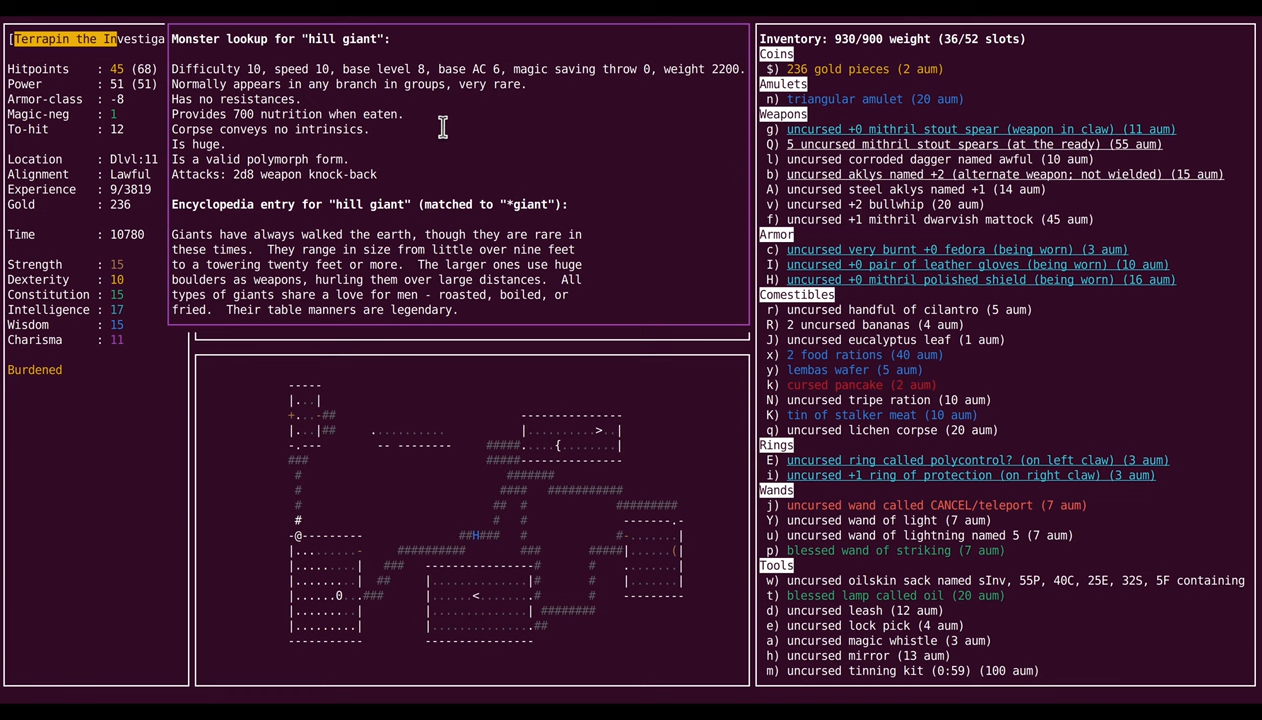 [Terrapin the Investiga
Hitpoints : 45 (68)
Power : 51 (51)
Armor-class : -8
Magic-neg : 1
To-hit : 12
Location : Dlvl:11
Alignment : Lawful
Experience : 9/3819
Gold : 236
Time : 10780
Strength : 15
Dexterity : 10
Constitution : 15
Intelligence : 17
Wisdom : 15
Charisma : 11
Burdened
Monster lookup for "hill giant":
Difficulty 10, speed 10, base level 8, base AC 6, magic saving throw 0, weight 2200.
Normally appears in any branch in groups, very rare.
Has no resistances.
Provides 700 nutrition when eaten.
Corpse conveys no intrinsics.
Is huge.
Is a valid polymorph form.
Attacks: 2d8 weapon knock-back
Encyclopedia entry for "hill giant" (matched to "*giant"):
Giants have always walked the earth, though they are rare in
these times. They range in size from little over nine feet
to a towering twenty feet or more. The larger ones use huge
boulders as weapons, hurling them over large distances. All
types of giants share a love for men - roasted, boiled, or
fried. Their table manners are legendary.
Inventory: 930/900 weight (36/52 slots)
Coins
$) 236 gold pieces (2 aum)
Amulets
n) triangular amulet (20 aum)
Weapons
g) uncursed +0 mithril stout spear (weapon in claw) (11 aum)
Q) 5 uncursed mithril stout spears (at the ready) (55 aum)
l) uncursed corroded dagger named awful (10 aum)
b) uncursed aklys named +2 (alternate weapon; not wielded) (15 aum)
A) uncursed steel aklys named +1 (14 aum)
v) uncursed +2 bullwhip (20 aum)
f) uncursed +1 mithril dwarvish mattock (45 aum)
Armor
c) uncursed very burnt +0 fedora (being worn) (3 aum)
I) uncursed +0 pair of leather gloves (being worn) (10 aum)
H) uncursed +0 mithril polished shield (being worn) (16 aum)
Comestibles
r) uncursed handful of cilantro (5 aum)
R) 2 uncursed bananas (4 aum)
J) uncursed eucalyptus leaf (1 aum)
x) 2 food rations (40 aum)
y) lembas wafer (5 aum)
k) cursed pancake (2 aum)
N) uncursed tripe ration (10 aum)
K) tin of stalker meat (10 aum)
q) uncursed lichen corpse (20 aum)
Rings
E) uncursed ring called polycontrol? (on left claw) (3 aum)
i) uncursed +1 ring of protection (on right claw) (3 aum)
Wands
j) uncursed wand called CANCEL/teleport (7 aum)
Y) uncursed wand of light (7 aum)
u) uncursed wand of lightning named 5 (7 aum)
p) blessed wand of striking (7 aum)
Tools
w) uncursed oilskin sack named sInv, 55P, 40C, 25E, 32S, 5F containing
t) blessed lamp called oil (20 aum)
d) uncursed leash (12 aum)
e) uncursed lock pick (4 aum)
a) uncursed magic whistle (3 aum)
h) uncursed mirror (13 aum)
m) uncursed tinning kit (0:59) (100 aum)